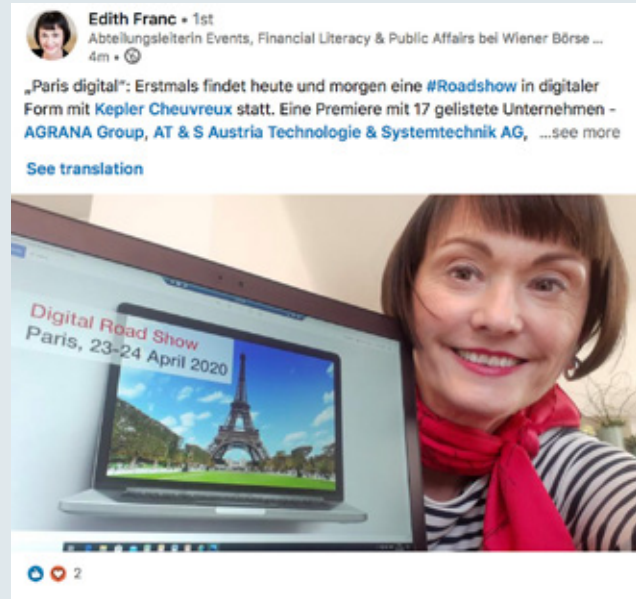 Edith Franc • 1st
Abteilungsleiterin Events, Financial Literacy & Public Affairs bei Wiener Börse ...
4m •
„Paris digital“: Erstmals findet heute und morgen eine #Roadshow in digitaler
Form mit Kepler Cheuvreux statt. Eine Premiere mit 17 gelistete Unternehmen -
AGRANA Group, AT & S Austria Technologie & Systemtechnik AG, ...see more
See translation
Digital Road Show
Paris, 23-24 April 2020
2